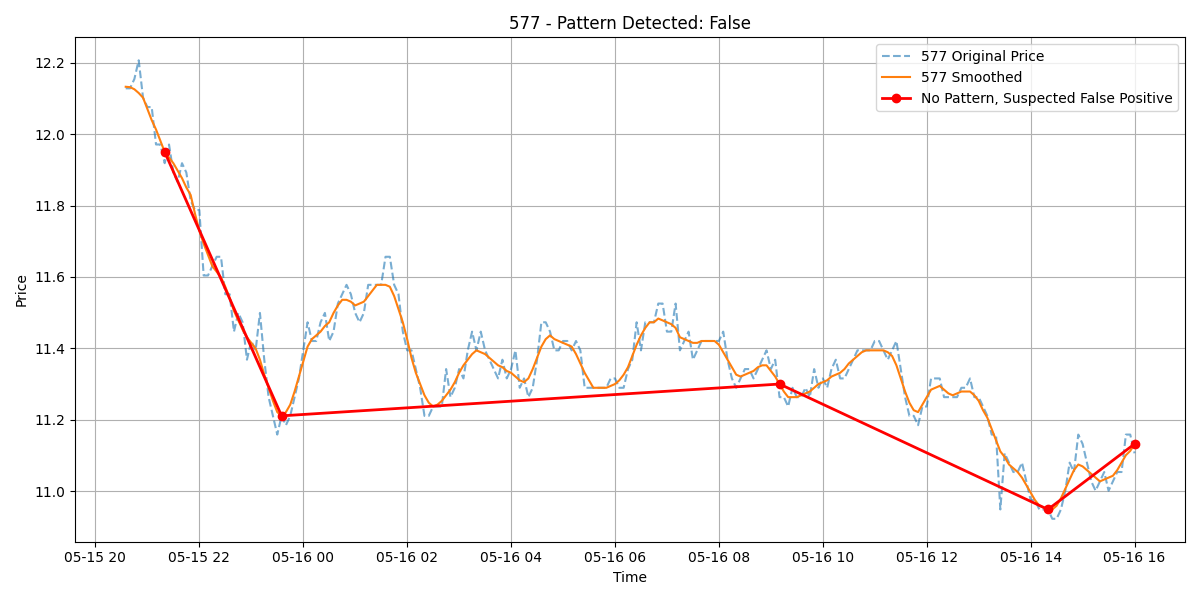 577 - Pattern Detected: False
577 Original Price
577 Smoothed
No Pattern, Suspected False Positive
Price
12.2
12.0
11.8
11.6
11.4
11.2
11.0
05-15 20 05-15 22 05-16 00 05-16 02 05-16 04 05-16 06 05-16 08 05-16 10 05-16 12 05-16 14 05-16 16
Time